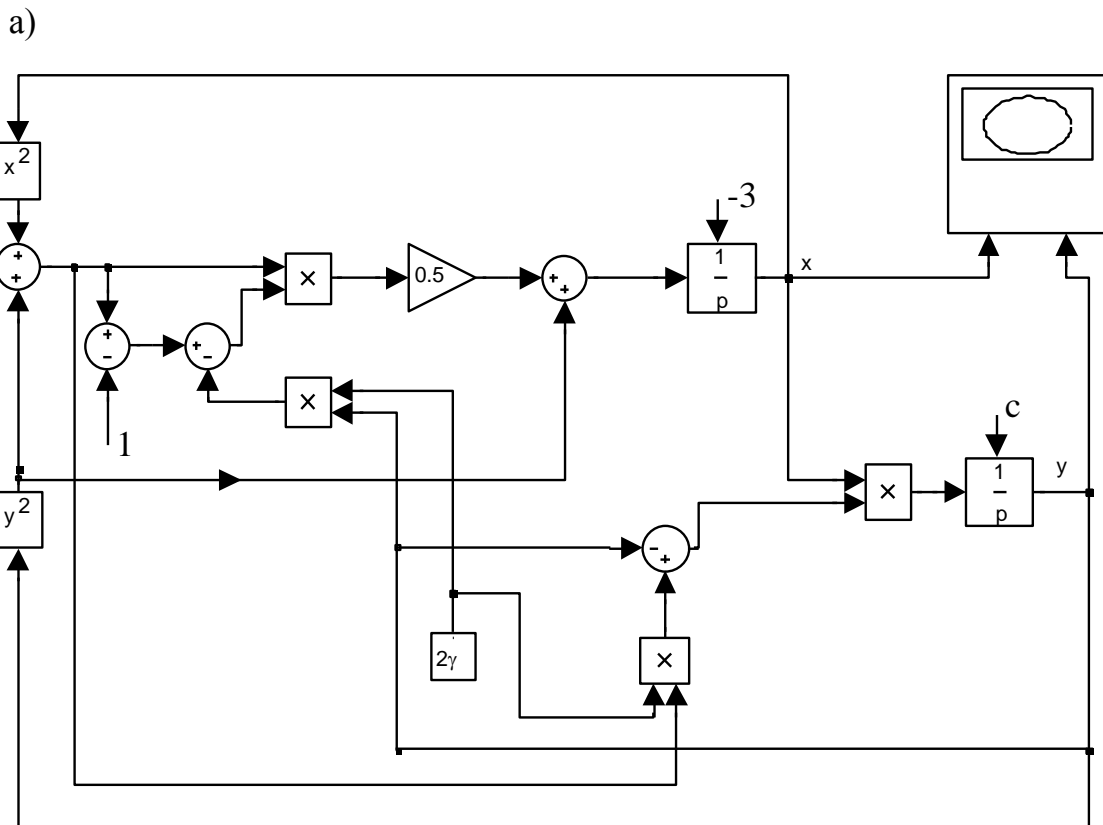 a)
x²
-3
+
+
×
0.5
+
+
1
p
x
+
-
+
-
×
1
c
y²
×
1
p
y
-
+
2γ
×